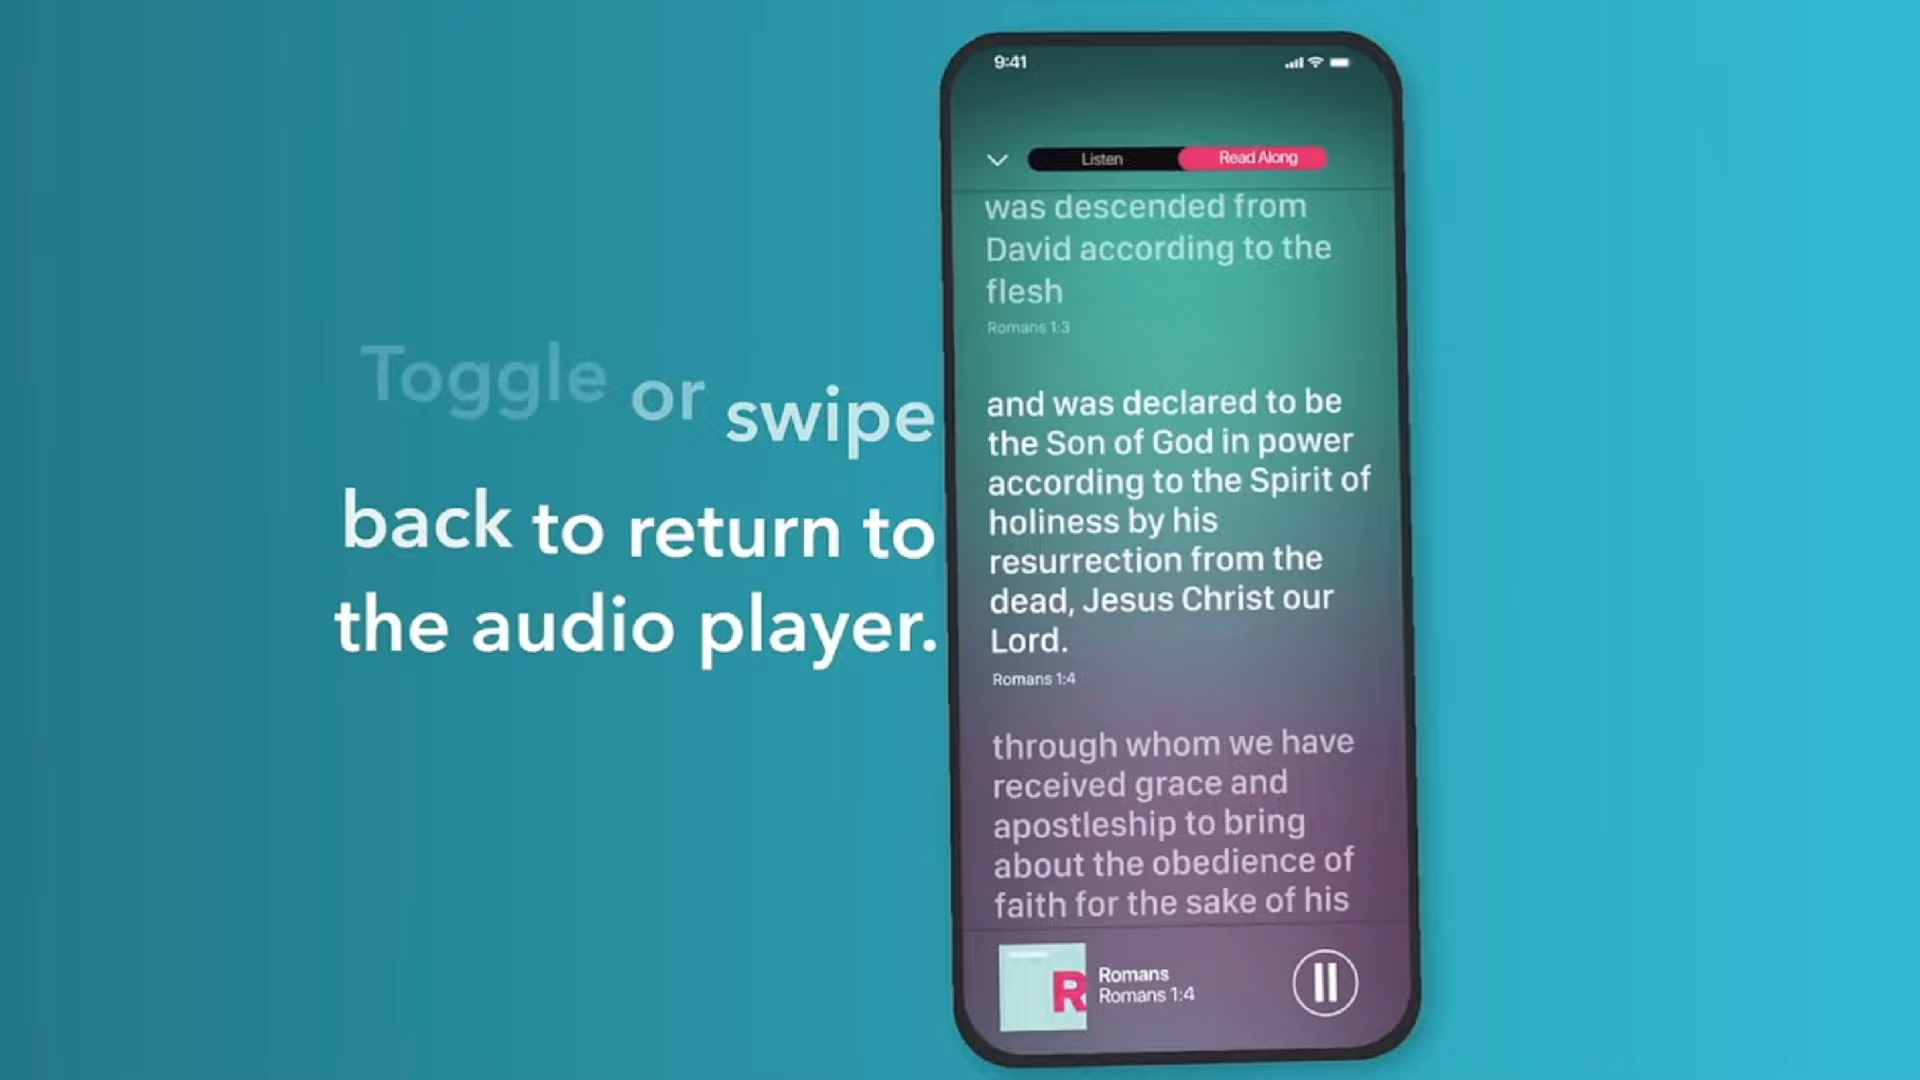 Toggle or swipe
back to return to
the audio player.
9:41
Listen
Read Along
was descended from
David according to the
flesh
Romans 1:3
and was declared to be
the Son of God in power
according to the Spirit of
holiness by his
resurrection from the
dead, Jesus Christ our
Lord.
Romans 1:4
through whom we have
received grace and
apostleship to bring
about the obedience of
faith for the sake of his
R
Romans
Romans 1:4